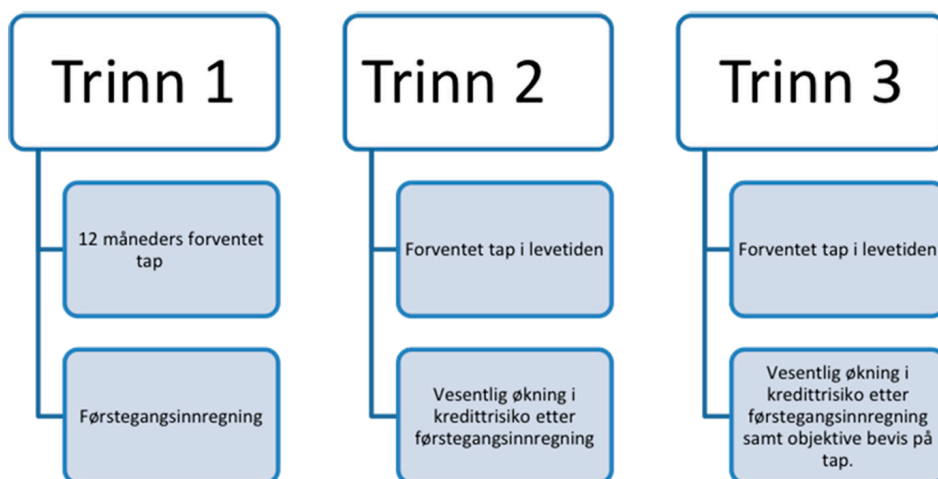 Trinn 1
12 måneders forventet
tap
Førstegangsinnregning
Trinn 2
Forventet tap i levetiden
Vesentlig økning i
kredittrisiko etter
førstegangsinnregning
Trinn 3
Forventet tap i levetiden
Vesentlig økning i
kredittrisiko etter
førstegangsinnregning
samt objektive bevis på
tap.